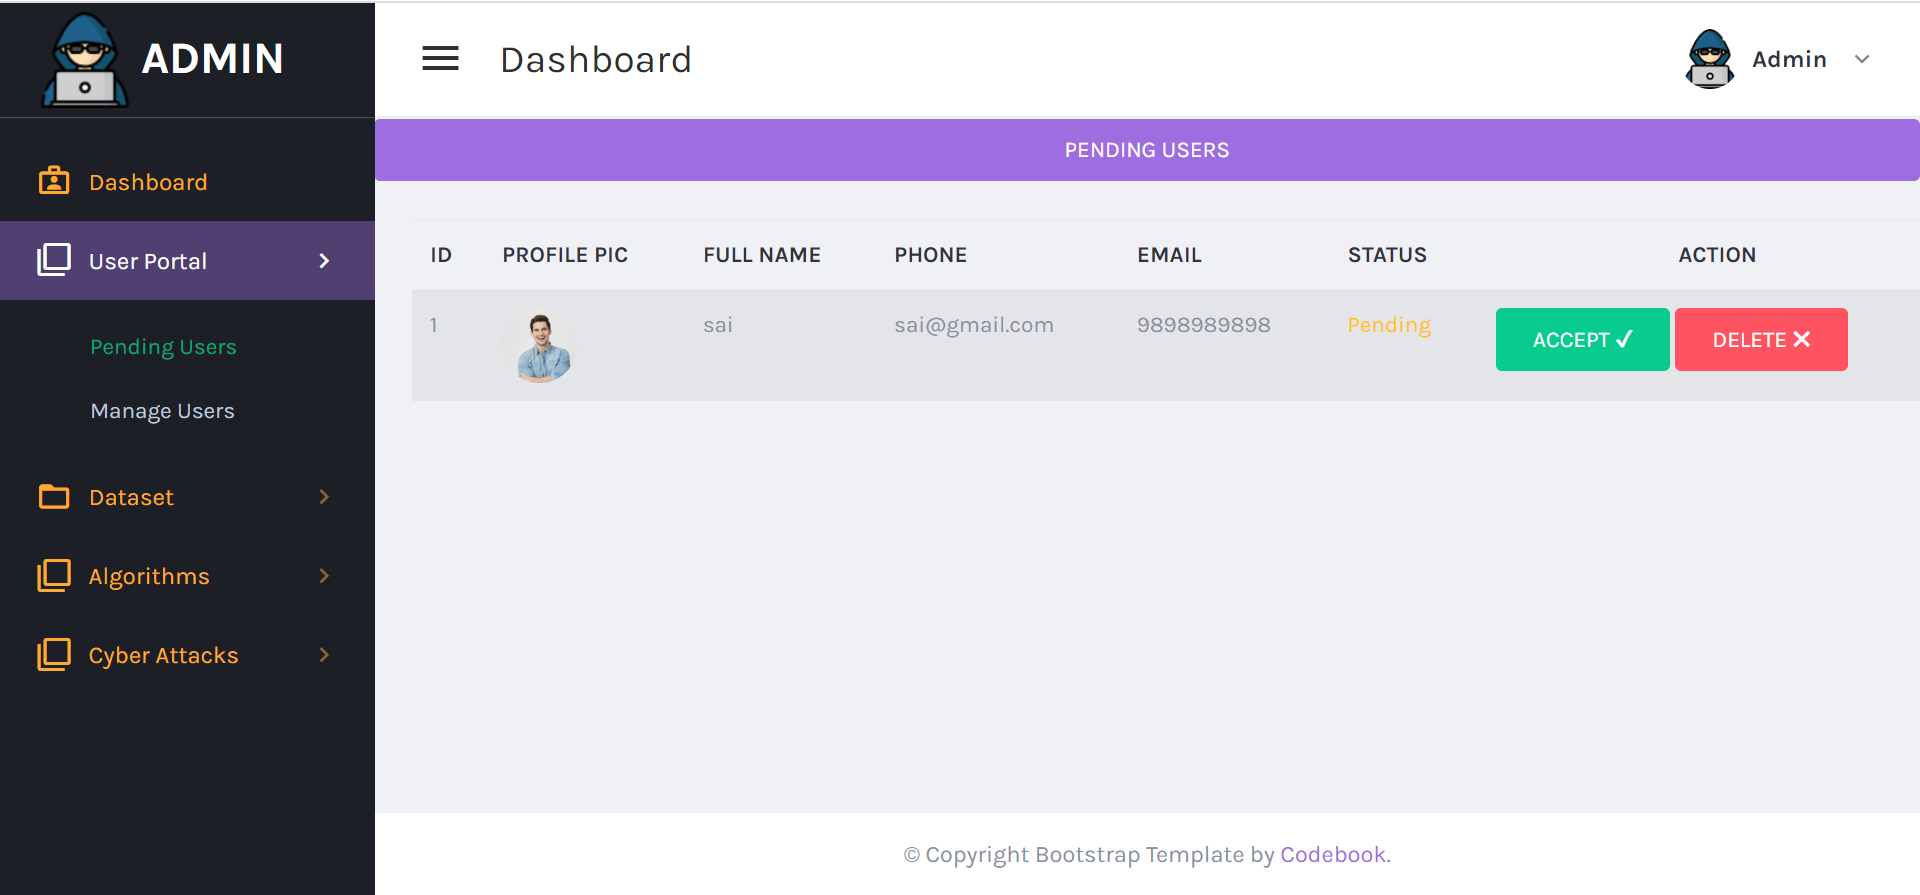 ADMIN
Dashboard
Admin
Dashboard
User Portal
Pending Users
Manage Users
Dataset
Algorithms
Cyber Attacks
PENDING USERS
ID PROFILE PIC FULL NAME PHONE EMAIL STATUS ACTION
1 sai sai@gmail.com 9898989898 Pending ACCEPT ✓ DELETE ✕
© Copyright Bootstrap Template by Codebook.